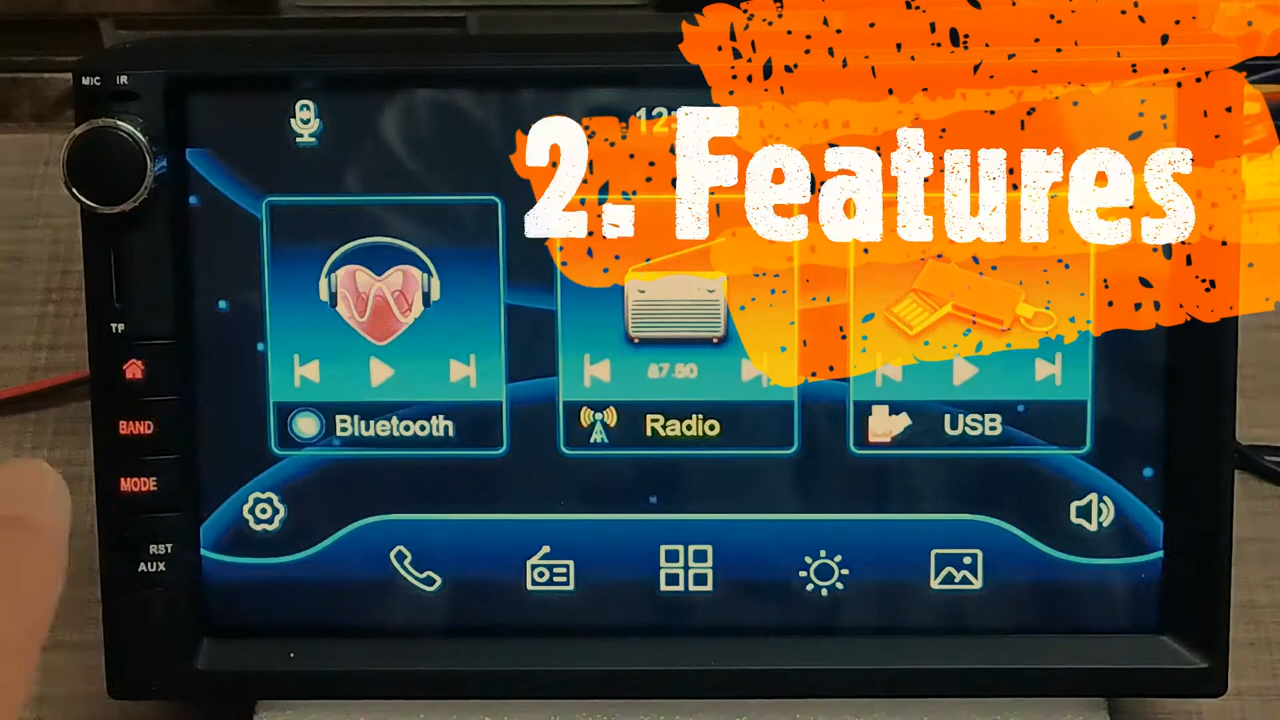 MIC IR
2. Features
TF
87.50
Bluetooth
Radio
USB
BAND
MODE
RST
AUX